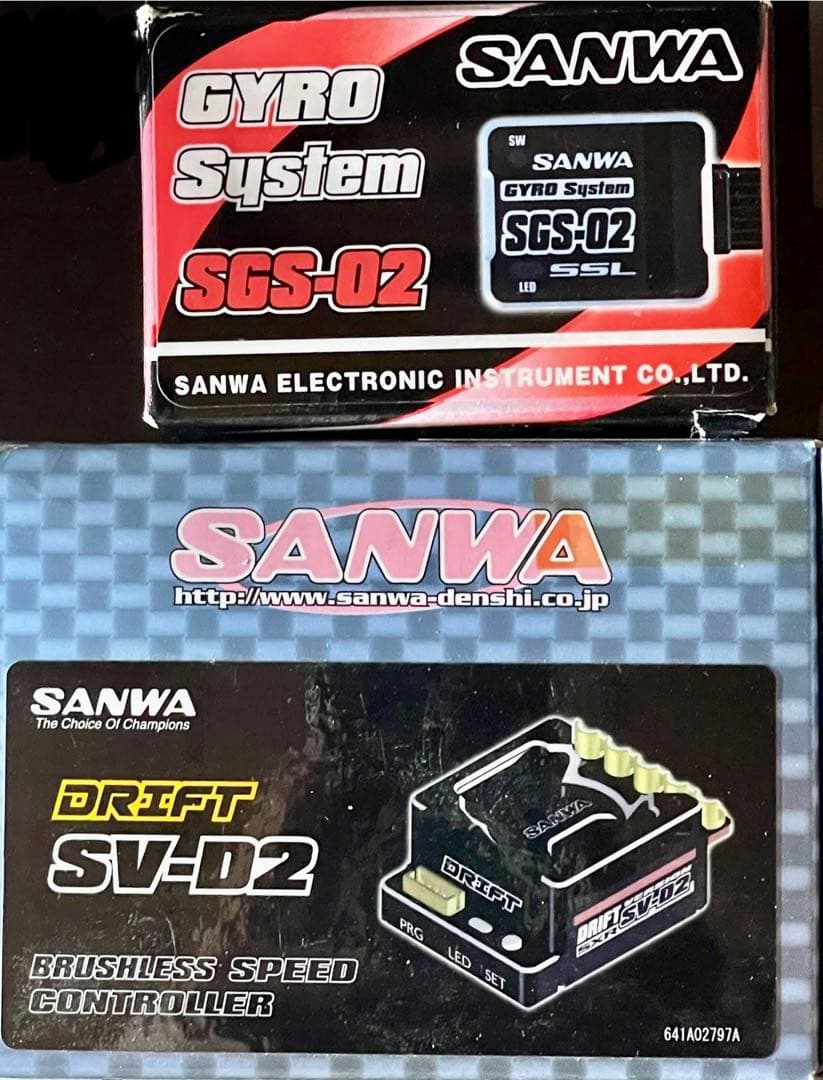 SANWA
GYRO
System
SGS-02
SW
SANWA
GYRO System
SGS-02
SSL
LED
SANWA ELECTRONIC INSTRUMENT CO.,LTD.
SANWA
http://www.sanwa-denshi.co.jp
SANWA
The Choice Of Champions
DRIFT
SV-D2
BRUSHLESS SPEED
CONTROLLER
SANWA
DRIFT
PRG
LED
SET
DRIFT VERSION
SXR SV-D2
641A02797A